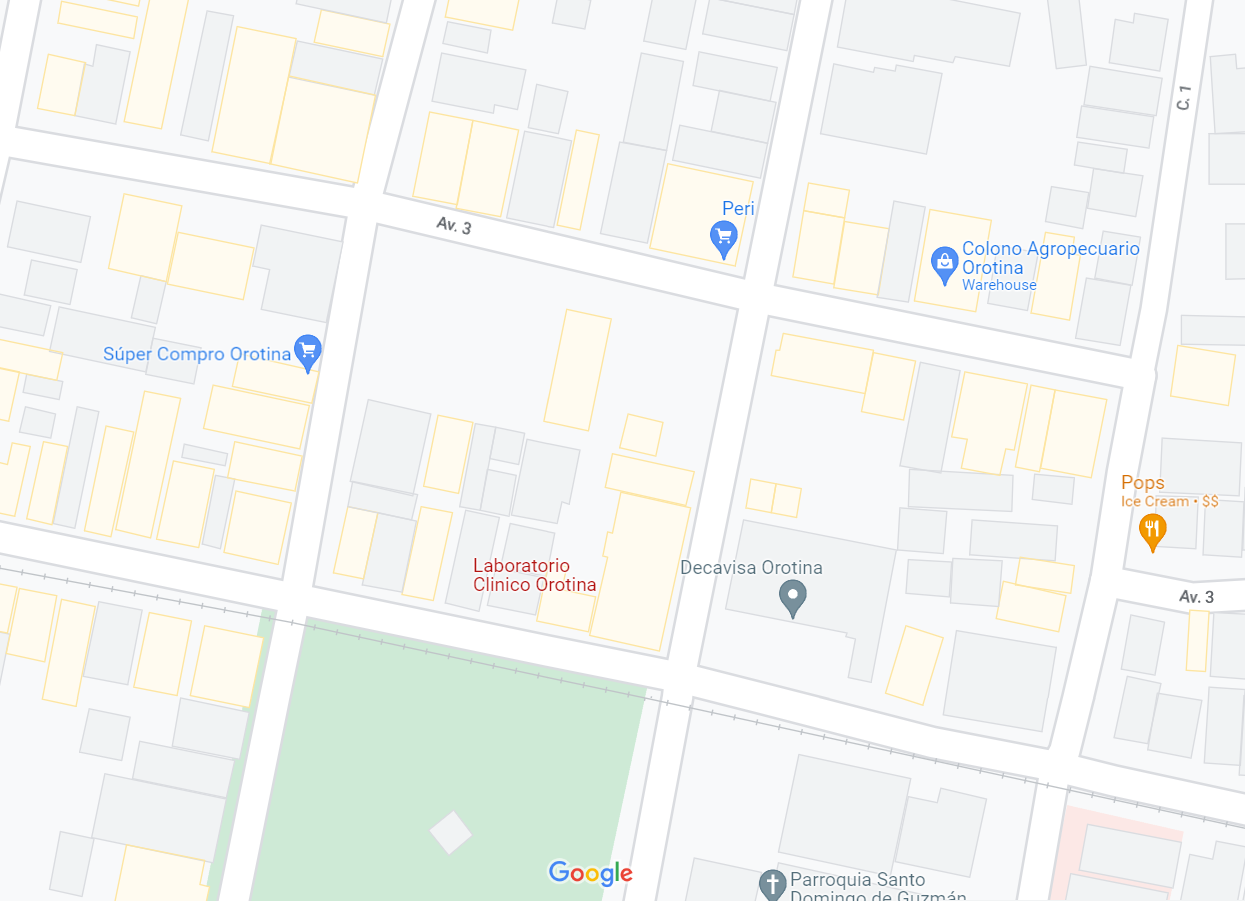 C. 1
Peri
Av. 3
Colono Agropecuario
Orotina
Warehouse
Súper Compro Orotina
Pops
Ice Cream • $$
Laboratorio
Clinico Orotina
Decavisa Orotina
Av. 3
Google
Parroquia Santo
Domingo de Guzmán